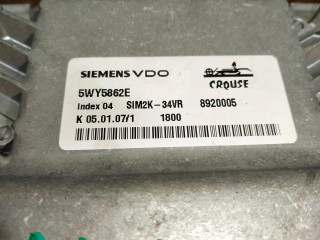 SIEMENS VDO
CROUSE
5WY5862E
Index 04 SIM2K-34VR 8920005
K 05.01.07/1 1800